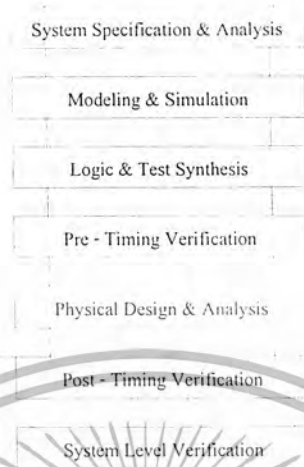 System Specification & Analysis
Modeling & Simulation
Logic & Test Synthesis
Pre - Timing Verification
Physical Design & Analysis
Post - Timing Verification
System Level Verification